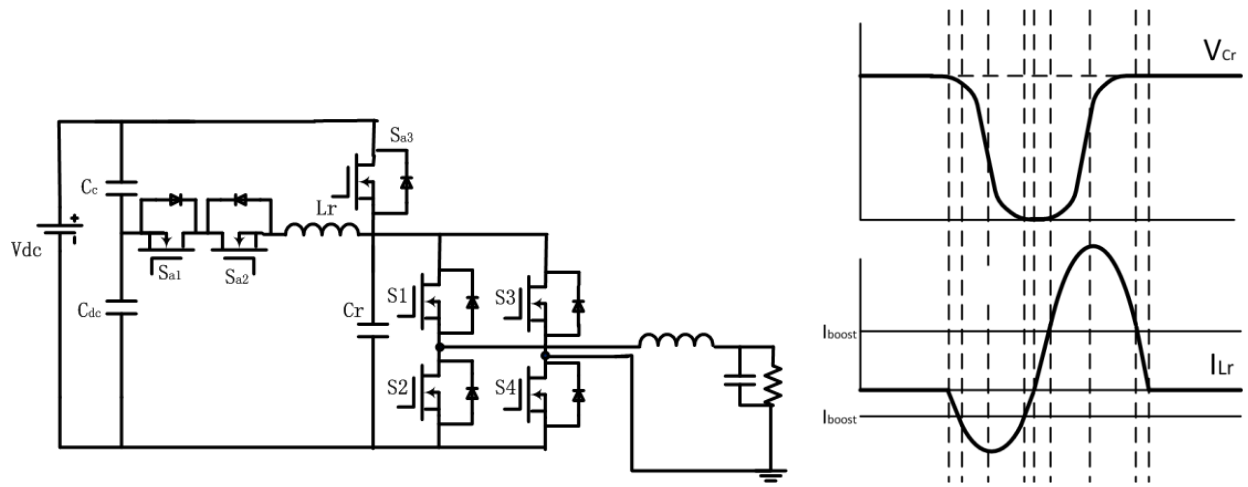 Sa3
Cc
Lr
Vdc
+
-
Sa1
Sa2
Cdc
Cr
S1
S3
S2
S4
VCr
Iboost
ILr
Iboost